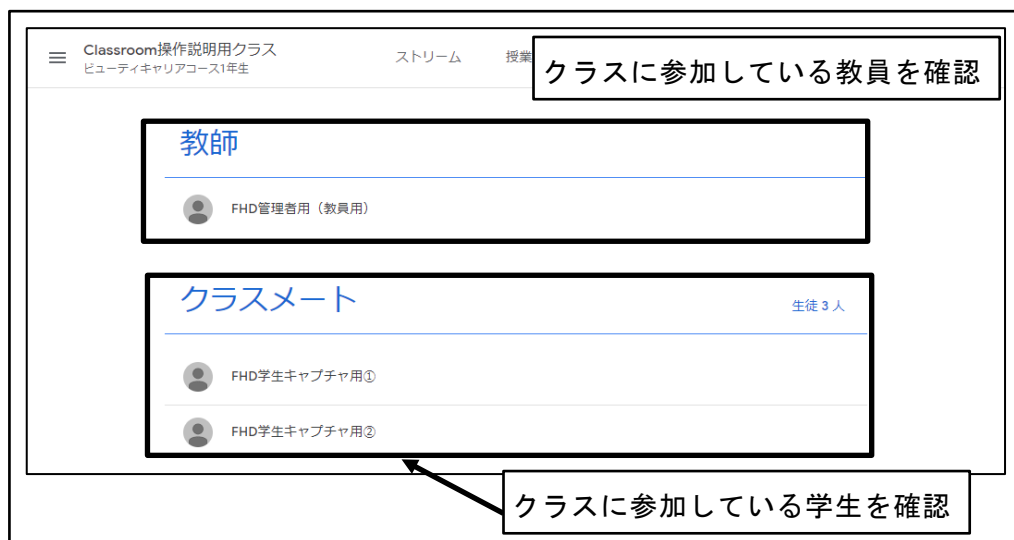 Classroom操作説明用クラス
ビューティキャリアコース1年生
ストリーム
授業
クラスに参加している教員を確認
教師
FHD管理者用（教員用）
クラスメート
生徒 3 人
FHD学生キャプチャ用①
FHD学生キャプチャ用②
クラスに参加している学生を確認